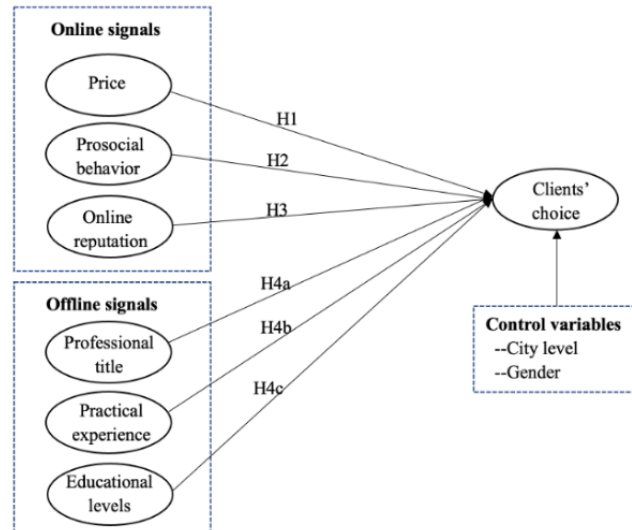 Online signals
Price
Prosocial
behavior
Online
reputation
H1
H2
H3
Clients’
choice
Offline signals
Professional
title
Practical
experience
Educational
levels
H4a
H4b
H4c
Control variables
--City level
--Gender